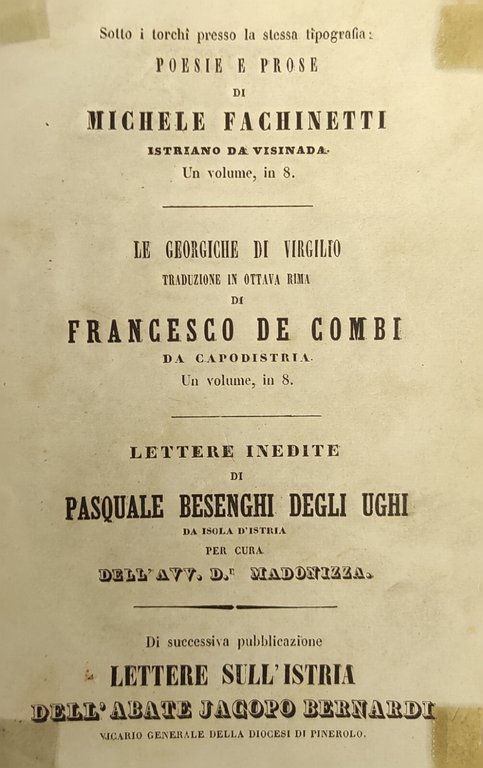 Sotto i torchi presso la stessa tipografia:
POESIE E PROSE
DI
MICHELE FACHINETTI
ISTRIANO DA VISINADA.
Un volume, in 8.
LE GEORGICHE DI VIRGILIO
TRADUZIONE IN OTTAVA RIMA
DI
FRANCESCO DE COMBI
DA CAPODISTRIA.
Un volume, in 8.
LETTERE INEDITE
DI
PASQUALE BESENGHI DEGLI UGHI
DA ISOLA D'ISTRIA
PER CURA
DELL'AVV. D.r MADONIZZA.
Di successiva pubblicazione
LETTERE SULL'ISTRIA
DELL'ABATE JACOPO BERNARDI
VICARIO GENERALE DELLA DIOCESI DI PINEROLO.